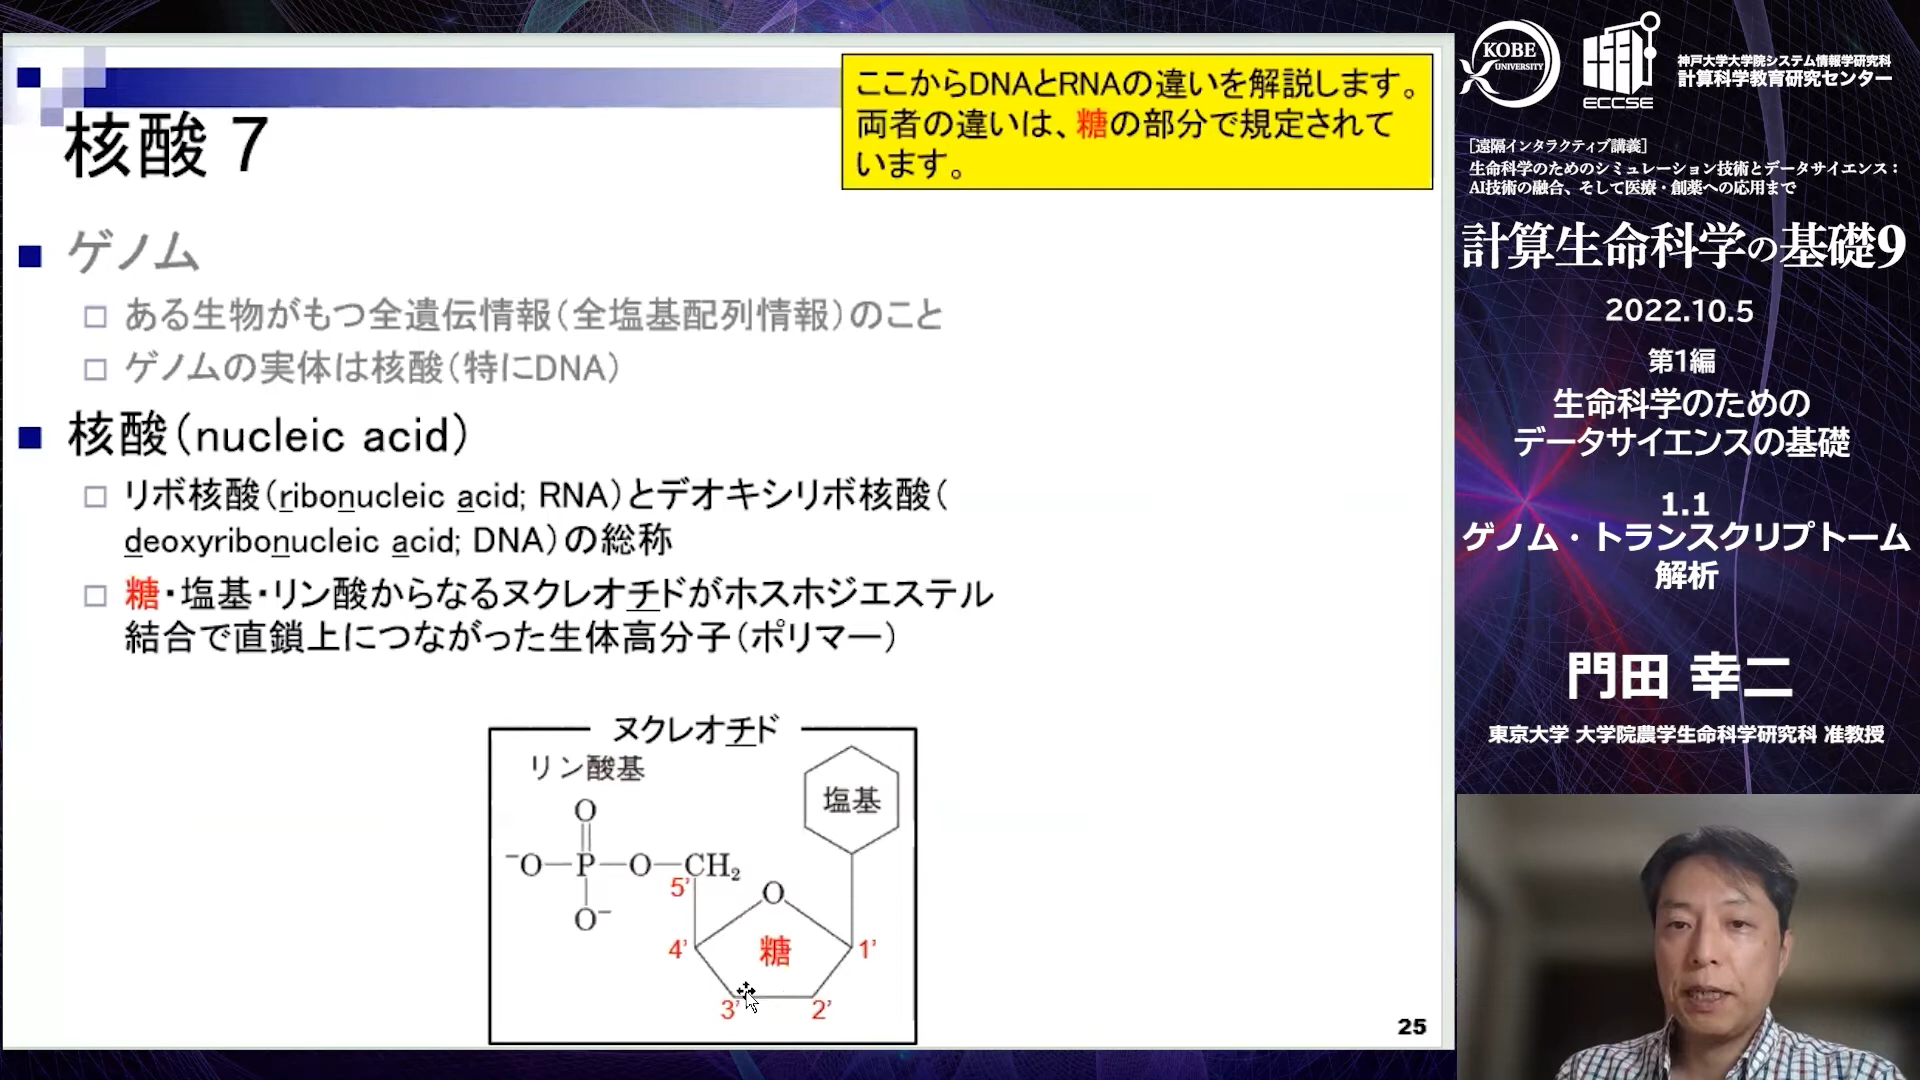 核酸 7
ここからDNAとRNAの違いを解説します。
両者の違いは、糖の部分で規定されて
います。
ゲノム
ある生物がもつ全遺伝情報(全塩基配列情報)のこと
ゲノムの実体は核酸(特にDNA)
核酸(nucleic acid)
リボ核酸(ribonucleic acid; RNA)とデオキシリボ核酸(
deoxyribonucleic acid; DNA)の総称
糖・塩基・リン酸からなるヌクレオチドがホスホジエステル
結合で直鎖上につながった生体高分子(ポリマー)
ヌクレオチド
リン酸基
塩基
O
⁻O—P—O—CH₂
5'
O
O⁻
4'
糖
1'
3'
2'
25
KOBE
UNIVERSITY
ECCSE
神戸大学大学院システム情報学研究科
計算科学教育研究センター
[遠隔インタラクティブ講義]
生命科学のためのシミュレーション技術とデータサイエンス:
AI技術の融合、そして医療・創薬への応用まで
計算生命科学の基礎9
2022.10.5
第1編
生命科学のための
データサイエンスの基礎
1.1
ゲノム・トランスクリプトーム
解析
門田 幸二
東京大学 大学院農学生命科学研究科 准教授